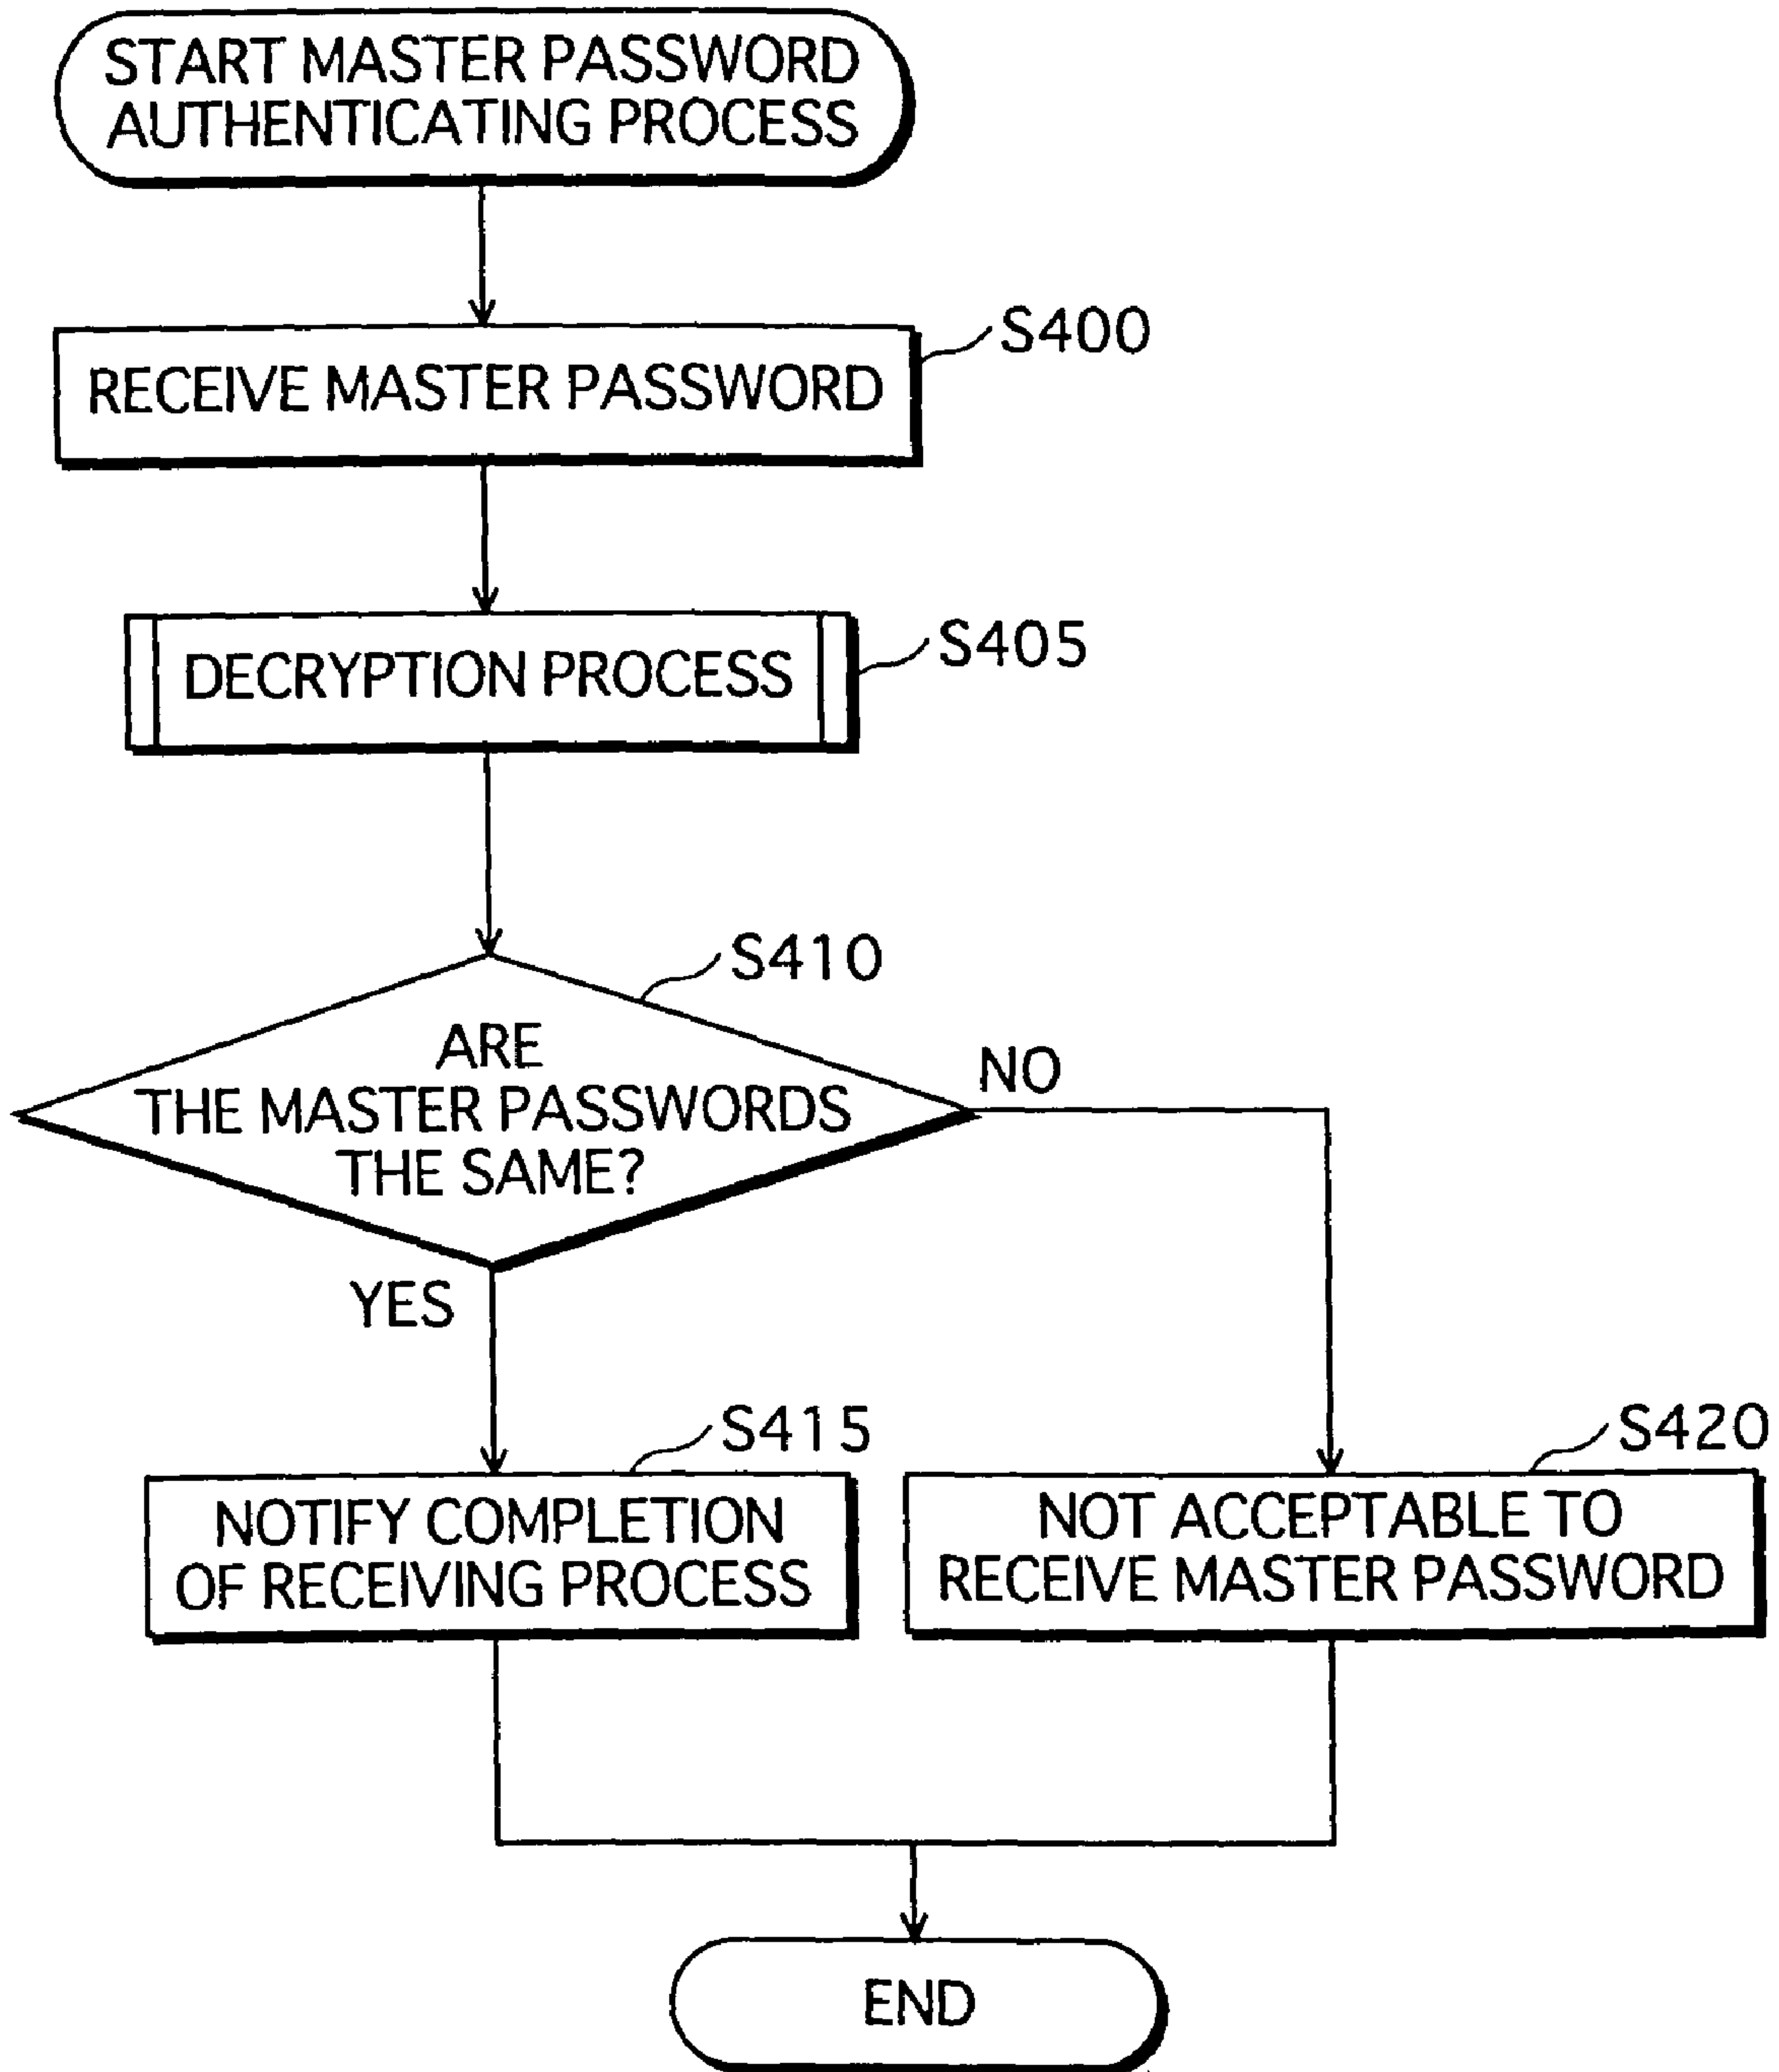 START MASTER PASSWORD
AUTHENTICATING PROCESS
S400
RECEIVE MASTER PASSWORD
S405
DECRYPTION PROCESS
S410
ARE
THE MASTER PASSWORDS
THE SAME?
NO
YES
S415
NOTIFY COMPLETION
OF RECEIVING PROCESS
S420
NOT ACCEPTABLE TO
RECEIVE MASTER PASSWORD
END